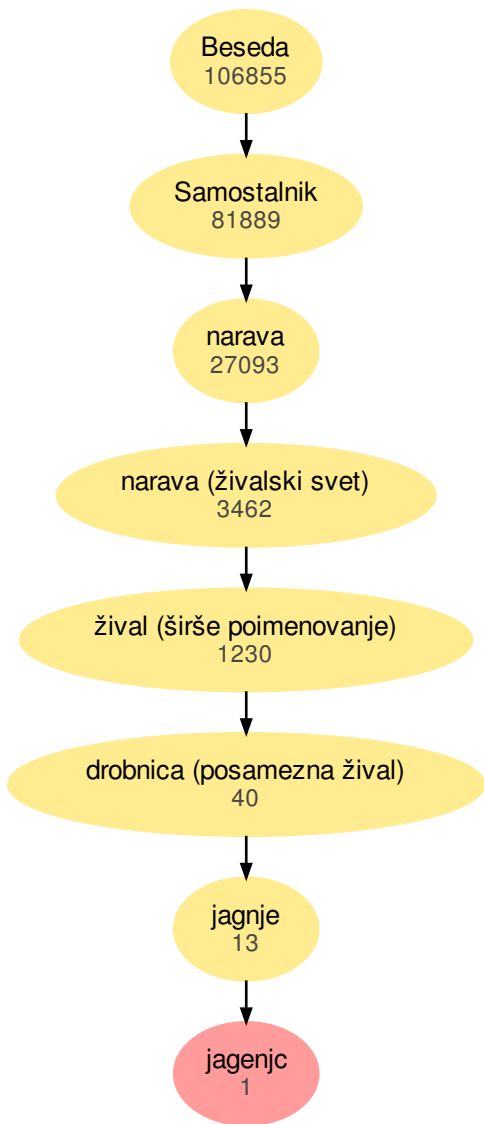 Beseda
106855
Samostalnik
81889
narava
27093
narava (živalski svet)
3462
žival (širše poimenovanje)
1230
drobnica (posamezna žival)
40
jagnje
13
jagenjc
1